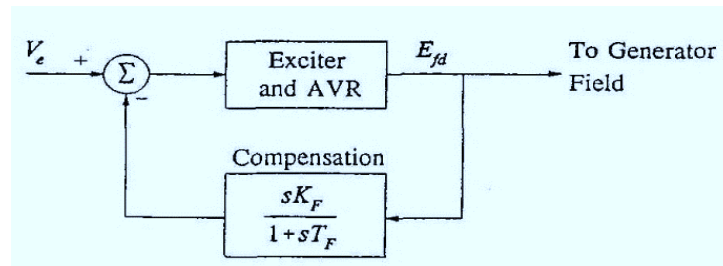 V_e
+
Σ
−
Exciter
and AVR
E_fd
To Generator
Field
Compensation
sK_F
1+sT_F